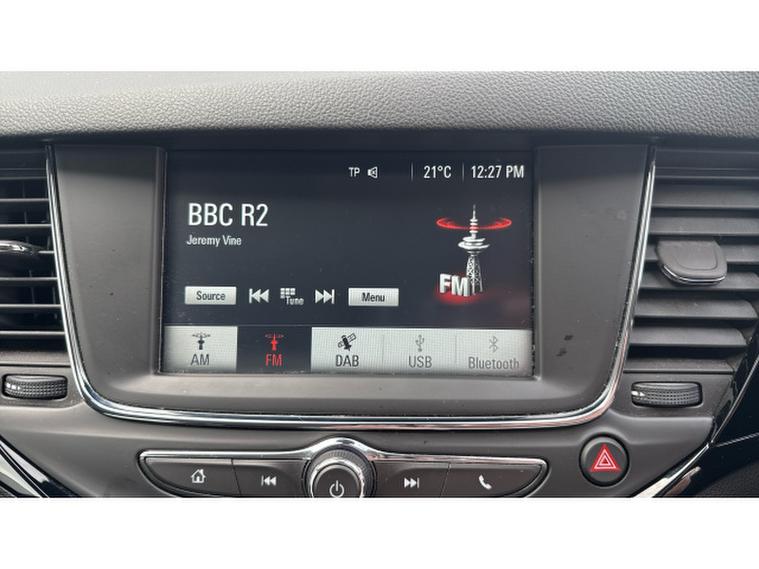 TP 21°C 12:27 PM
BBC R2
Jeremy Vine
FM
Source Tune Menu
AM FM DAB USB Bluetooth